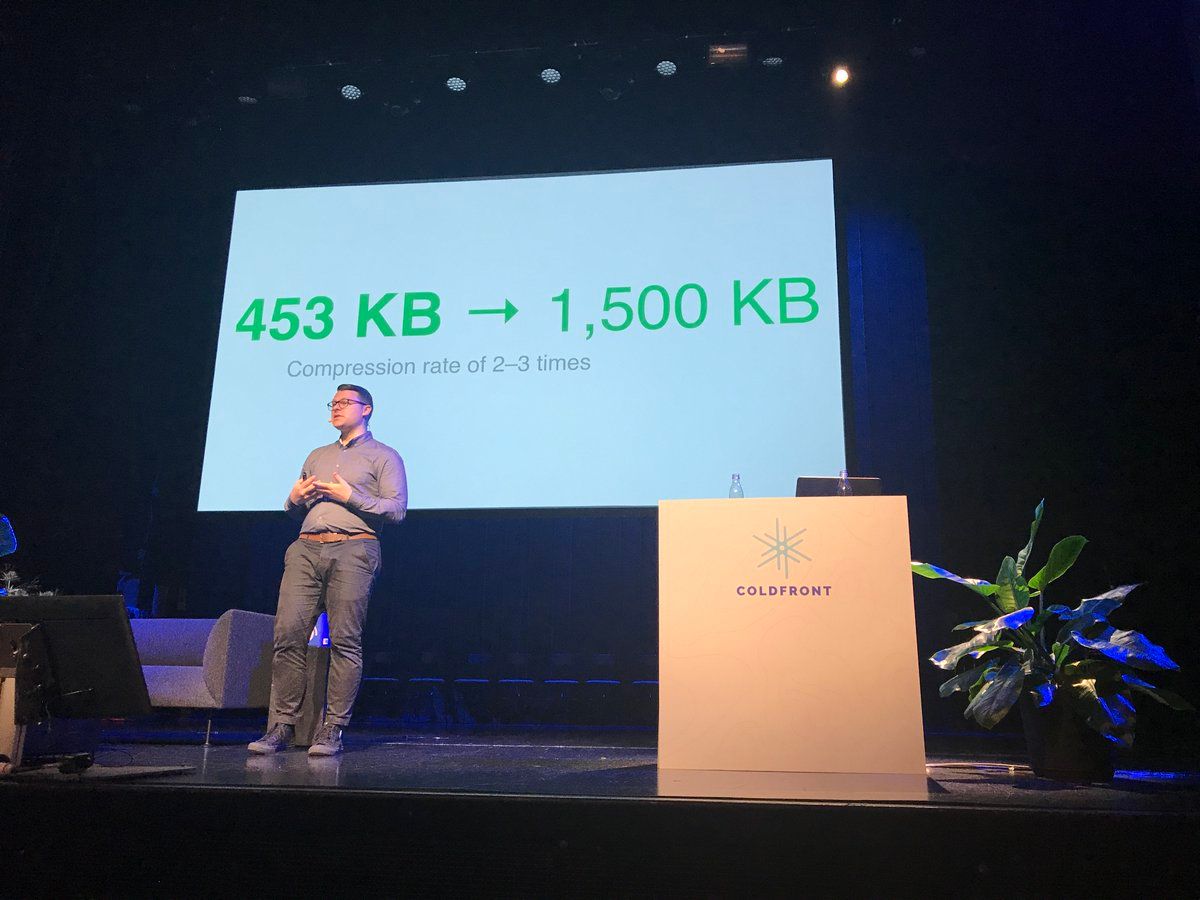 453 KB → 1,500 KB
Compression rate of 2–3 times
COLDFRONT